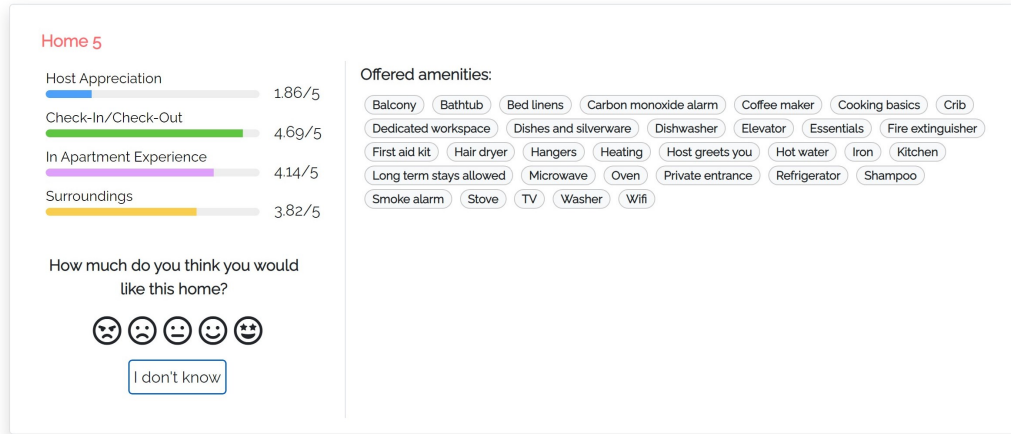 Home 5
Host Appreciation
1.86/5
Check-In/Check-Out
4.69/5
In Apartment Experience
4.14/5
Surroundings
3.82/5
How much do you think you would
like this home?
I don't know
Offered amenities:
Balcony Bathtub Bed linens Carbon monoxide alarm Coffee maker Cooking basics Crib
Dedicated workspace Dishes and silverware Dishwasher Elevator Essentials Fire extinguisher
First aid kit Hair dryer Hangers Heating Host greets you Hot water Iron Kitchen
Long term stays allowed Microwave Oven Private entrance Refrigerator Shampoo
Smoke alarm Stove TV Washer Wifi